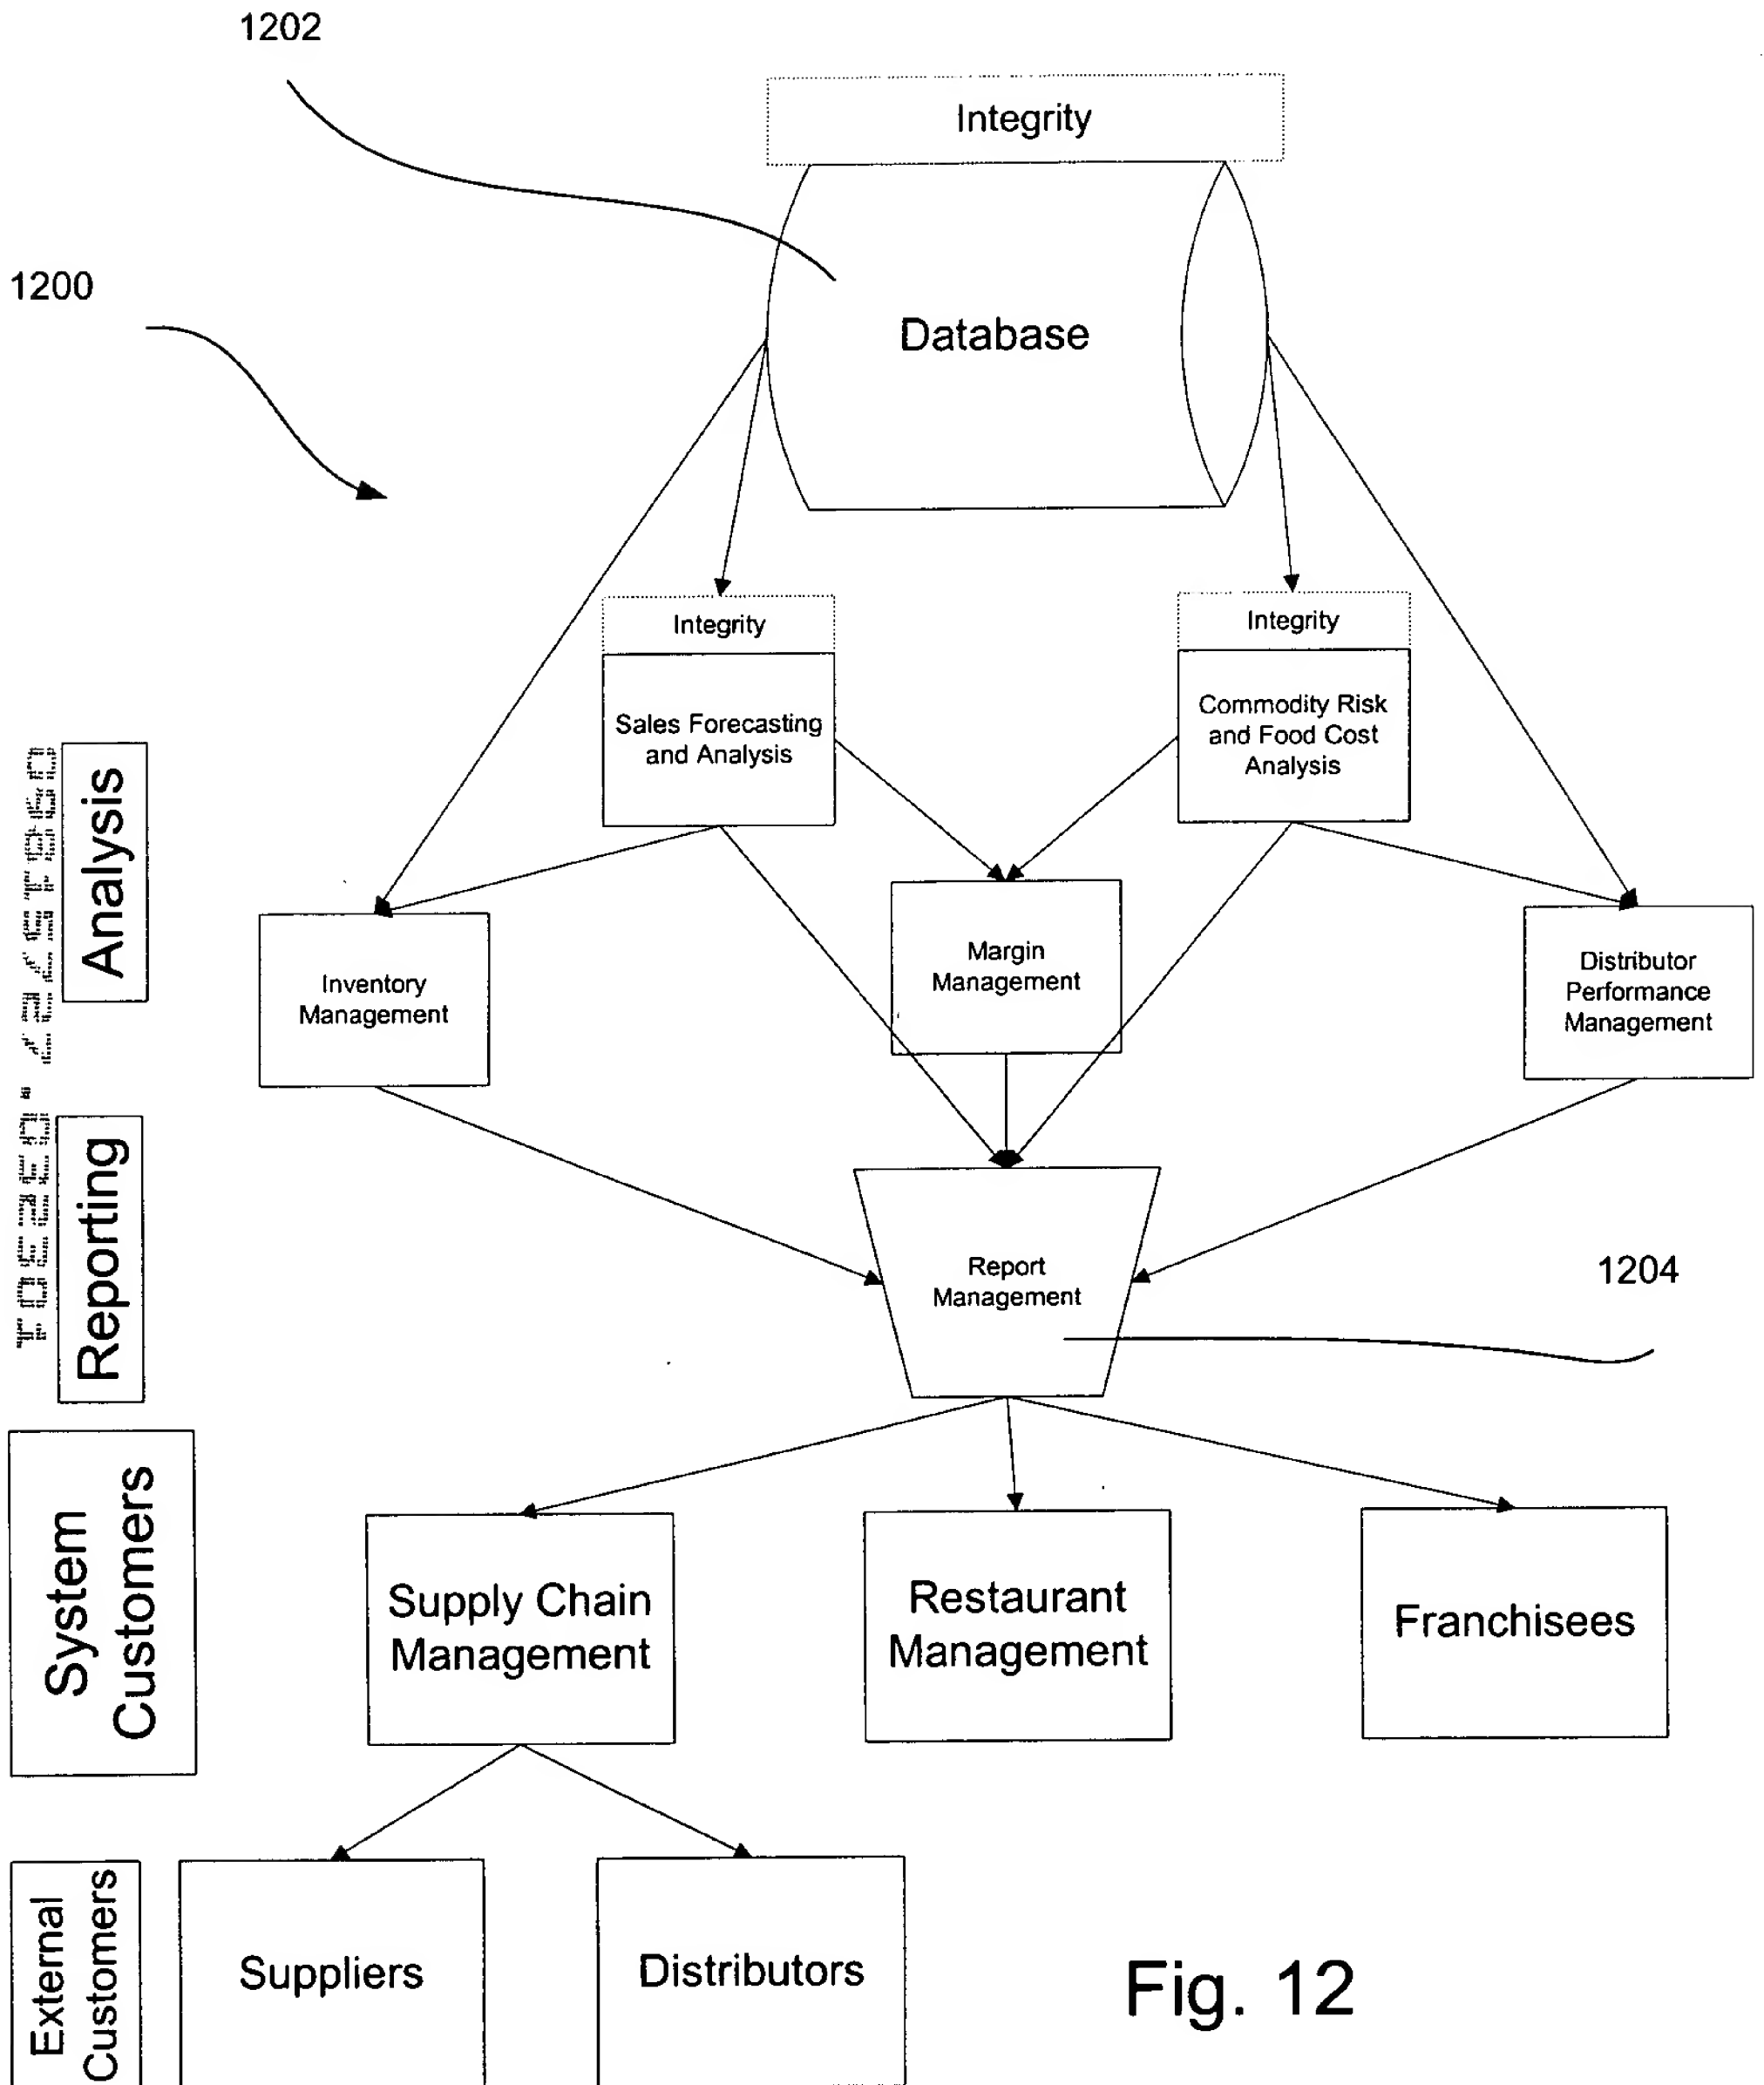 1202
Integrity
1200
Database
Integrity
Integrity
Sales Forecasting
and Analysis
Commodity Risk
and Food Cost
Analysis
Analysis
Inventory
Management
Margin
Management
Distributor
Performance
Management
Reporting
Report
Management
1204
System
Customers
Supply Chain
Management
Restaurant
Management
Franchisees
External
Customers
Suppliers
Distributors
Fig. 12